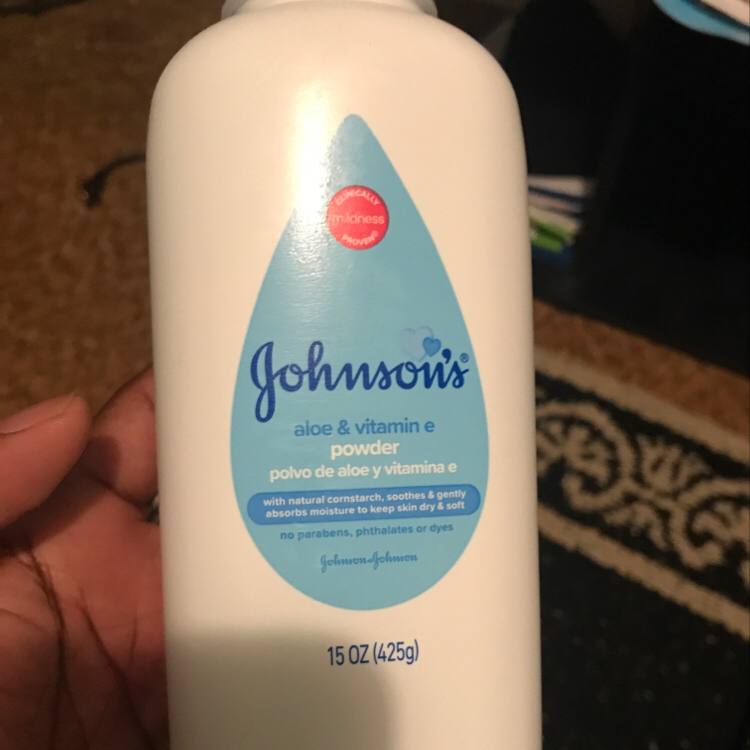 CLINICALLY
mildness
PROVEN
Johnson's®
aloe & vitamin e
powder
polvo de aloe y vitamina e
with natural cornstarch, soothes & gently
absorbs moisture to keep skin dry & soft
no parabens, phthalates or dyes
Johnson & Johnson
15 OZ (425g)